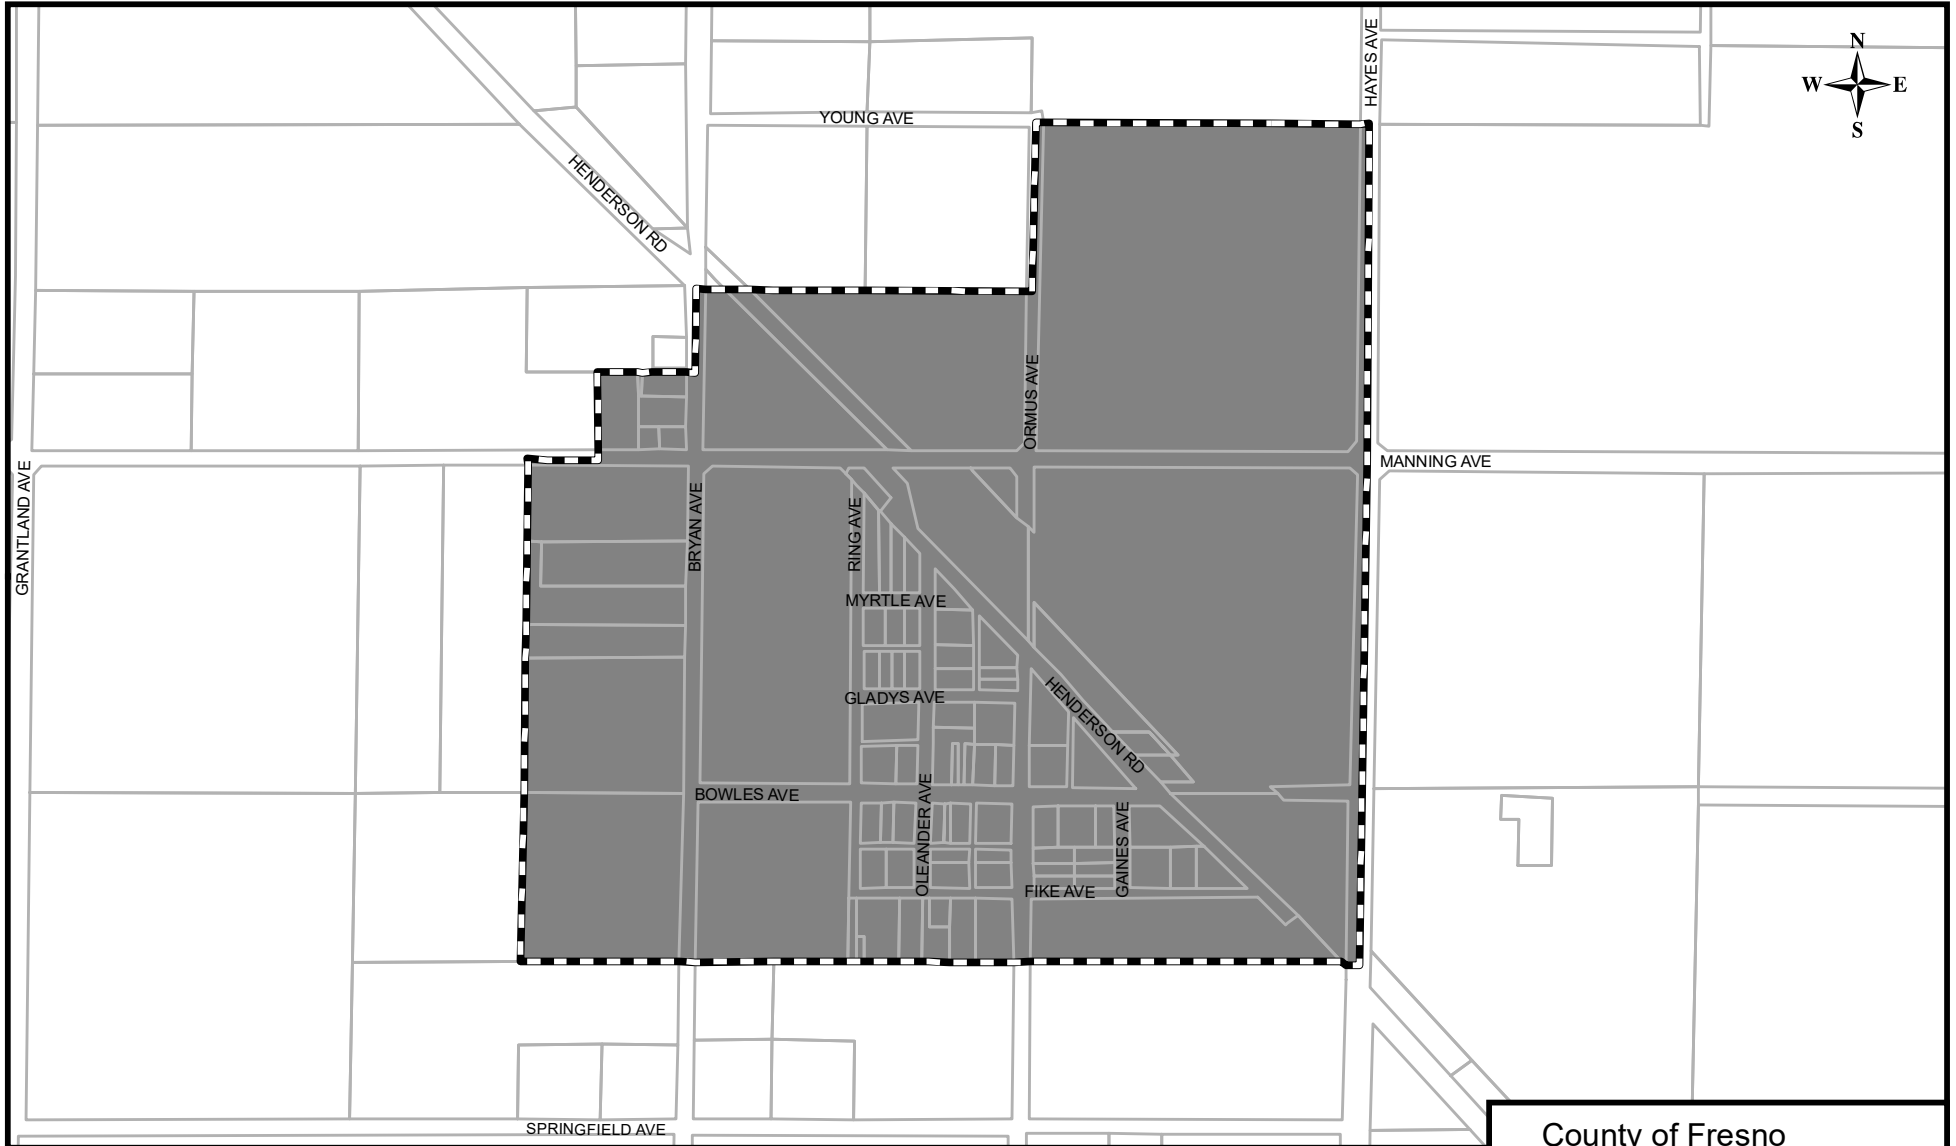 HAYES AVE
N
W E
S
YOUNG AVE
HENDERSON RD
ORMUS AVE
MANNING AVE
GRANTLAND AVE
BRYAN AVE
RING AVE
MYRTLE AVE
GLADYS AVE
HENDERSON RD
BOWLES AVE
OLEANDER AVE
GAINES AVE
FIKE AVE
SPRINGFIELD AVE
County of Fresno